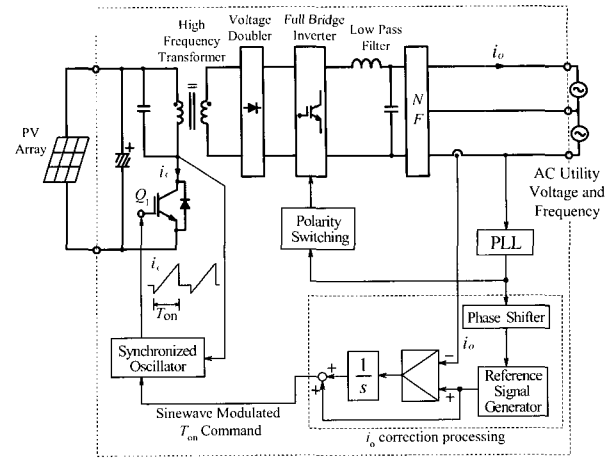 High
Frequency
Transformer
Voltage
Doubler
Full Bridge
Inverter
Low Pass
Filter
i_o
N
F
PV
Array
+
i_c
Q_1
AC Utility
Voltage and
Frequency
Polarity
Switching
PLL
i_c
T_on
Phase Shifter
i_o
Synchronized
Oscillator
+
+
1
s
−
+
Reference
Signal
Generator
Sinewave Modulated
T_on Command
i_o correction processing